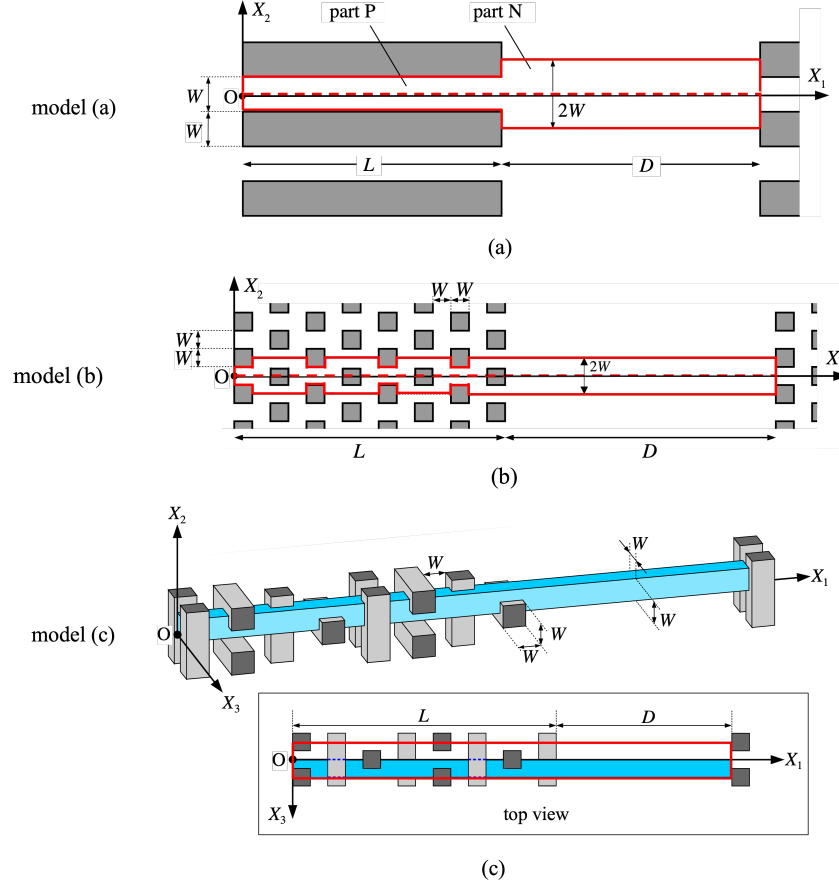 X2
part P
part N
X1
model (a)
W
O
2W
W
L
D
(a)
X2
W
W
W
W
model (b)
O
2W
X
L
D
(b)
X2
W
W
X1
model (c)
O
W
W
W
X3
L
D
O
X1
X3
top view
(c)